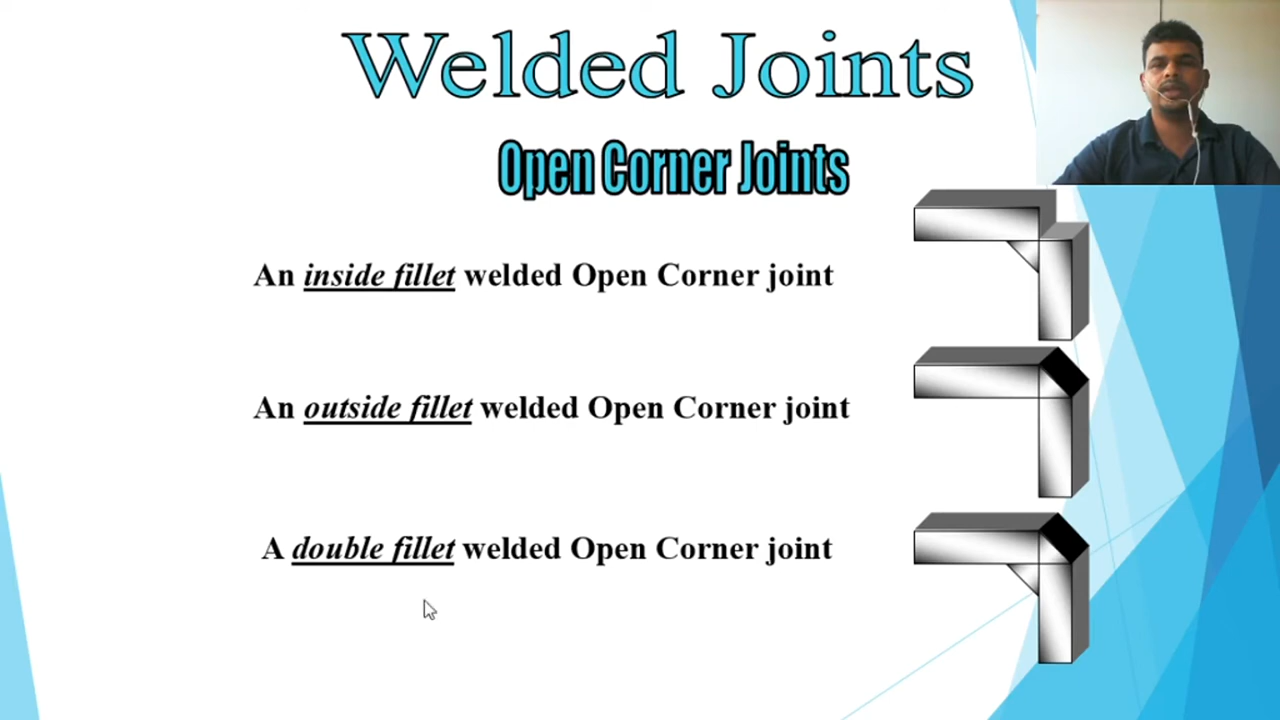 Welded Joints
Open Corner Joints
An inside fillet welded Open Corner joint
An outside fillet welded Open Corner joint
A double fillet welded Open Corner joint